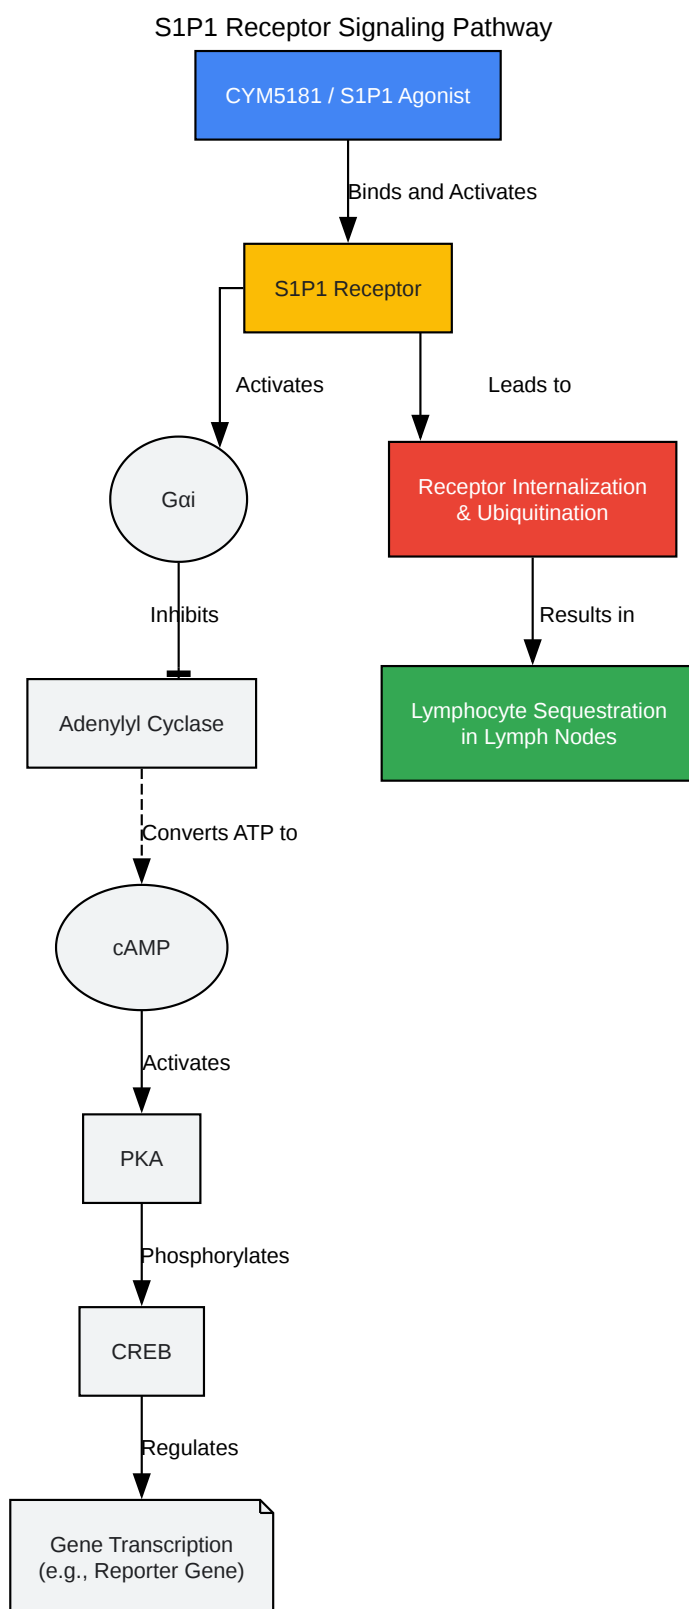 S1P1 Receptor Signaling Pathway
CYM5181 / S1P1 Agonist
Binds and Activates
S1P1 Receptor
Activates
Leads to
Gαi
Receptor Internalization
& Ubiquitination
Inhibits
Results in
Adenylyl Cyclase
Lymphocyte Sequestration
in Lymph Nodes
Converts ATP to
cAMP
Activates
PKA
Phosphorylates
CREB
Regulates
Gene Transcription
(e.g., Reporter Gene)